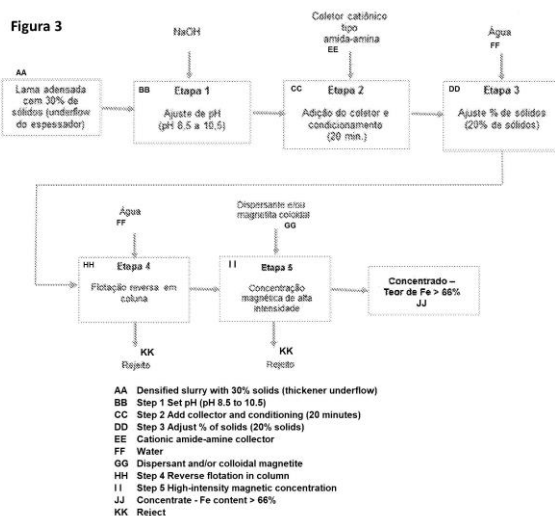 Figura 3
NaOH
Coletor catiônico
tipo
amida-amina
EE
Água
FF
AA
Lama adensada
com 30% de
sólidos (underflow
do espessador)
BB Etapa 1
Ajuste de pH
(pH 8,5 a 10,5)
CC Etapa 2
Adição do coletor e
condicionamento
(20 min.)
DD Etapa 3
Ajuste % de sólidos
(20% de sólidos)
Água
FF
Dispersante e/ou
magnetita coloidal
GG
HH Etapa 4
Flotação reversa em
coluna
I I Etapa 5
Concentração
magnética de alta
intensidade
Concentrado –
Teor de Fe > 66%
JJ
KK
Rejeito
KK
Rejeito
AA Densified slurry with 30% solids (thickener underflow)
BB Step 1 Set pH (pH 8.5 to 10.5)
CC Step 2 Add collector and conditioning (20 minutes)
DD Step 3 Adjust % of solids (20% solids)
EE Cationic amide-amine collector
FF Water
GG Dispersant and/or colloidal magnetite
HH Step 4 Reverse flotation in column
I I Step 5 High-intensity magnetic concentration
JJ Concentrate - Fe content > 66%
KK Reject